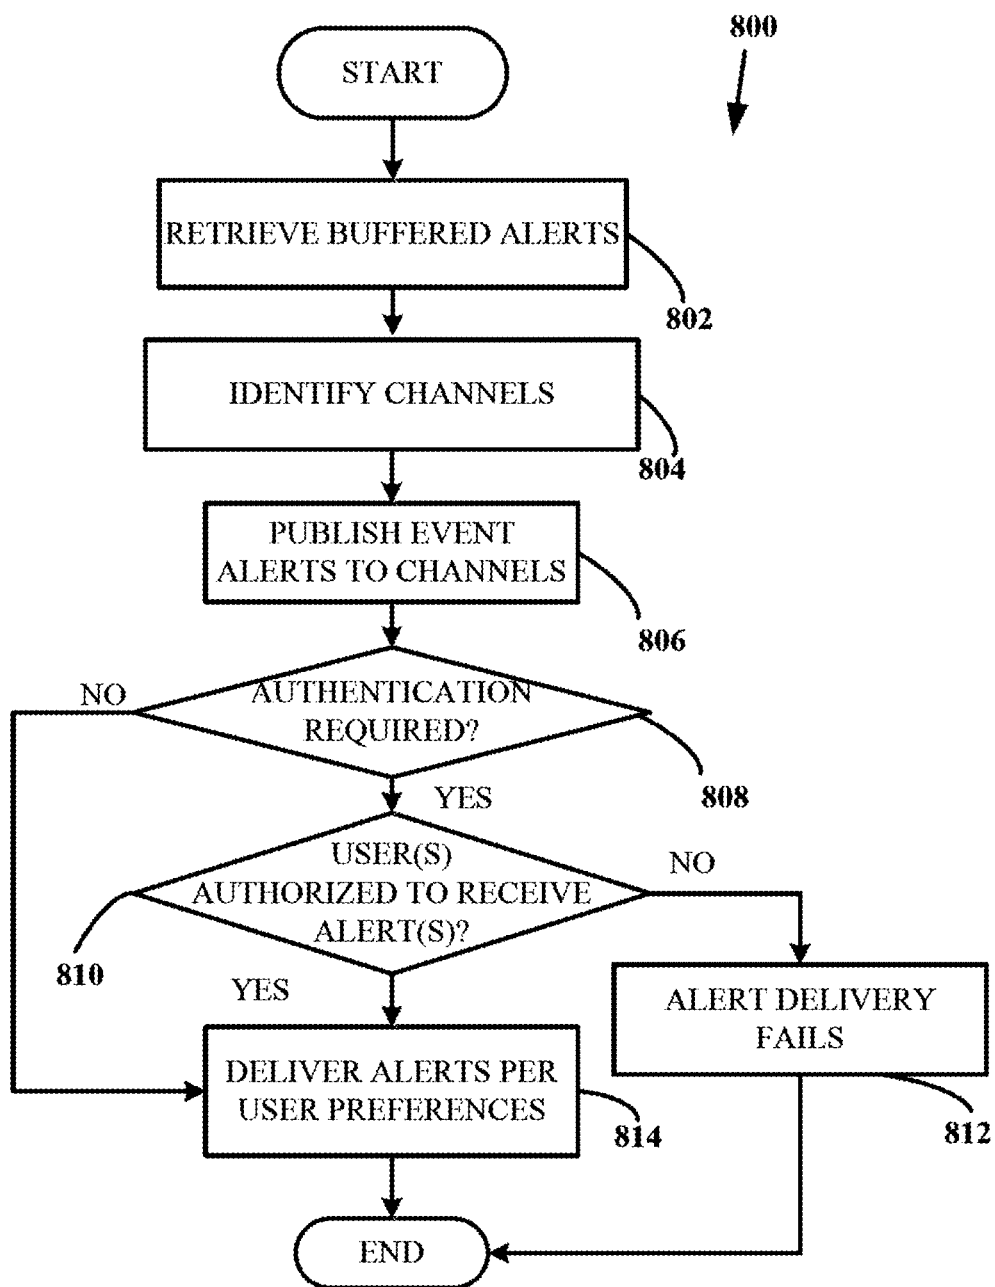 800
START
RETRIEVE BUFFERED ALERTS
802
IDENTIFY CHANNELS
804
PUBLISH EVENT
ALERTS TO CHANNELS
806
NO
AUTHENTICATION
REQUIRED?
808
YES
USER(S)
AUTHORIZED TO RECEIVE
ALERT(S)?
NO
810
YES
ALERT DELIVERY
FAILS
812
DELIVER ALERTS PER
USER PREFERENCES
814
END